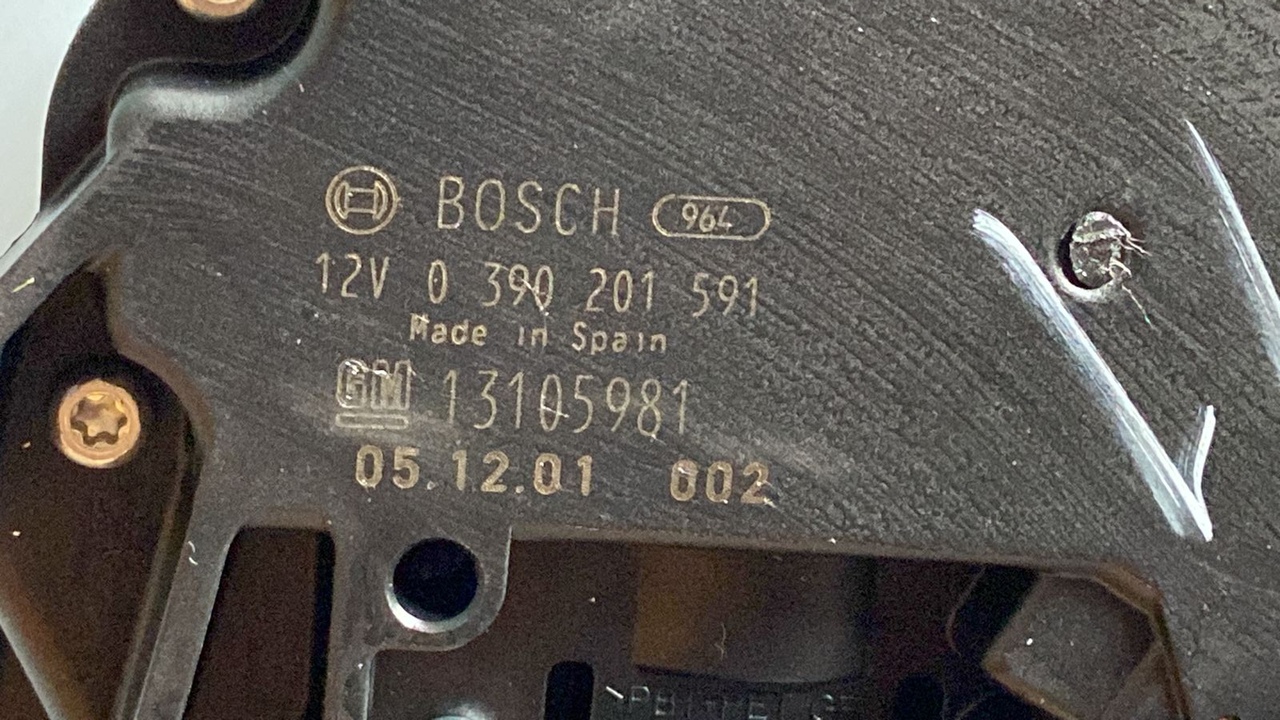 BOSCH 964
12V 0 390 201 591
Made in Spain
GM 13105981
05.12.01 002